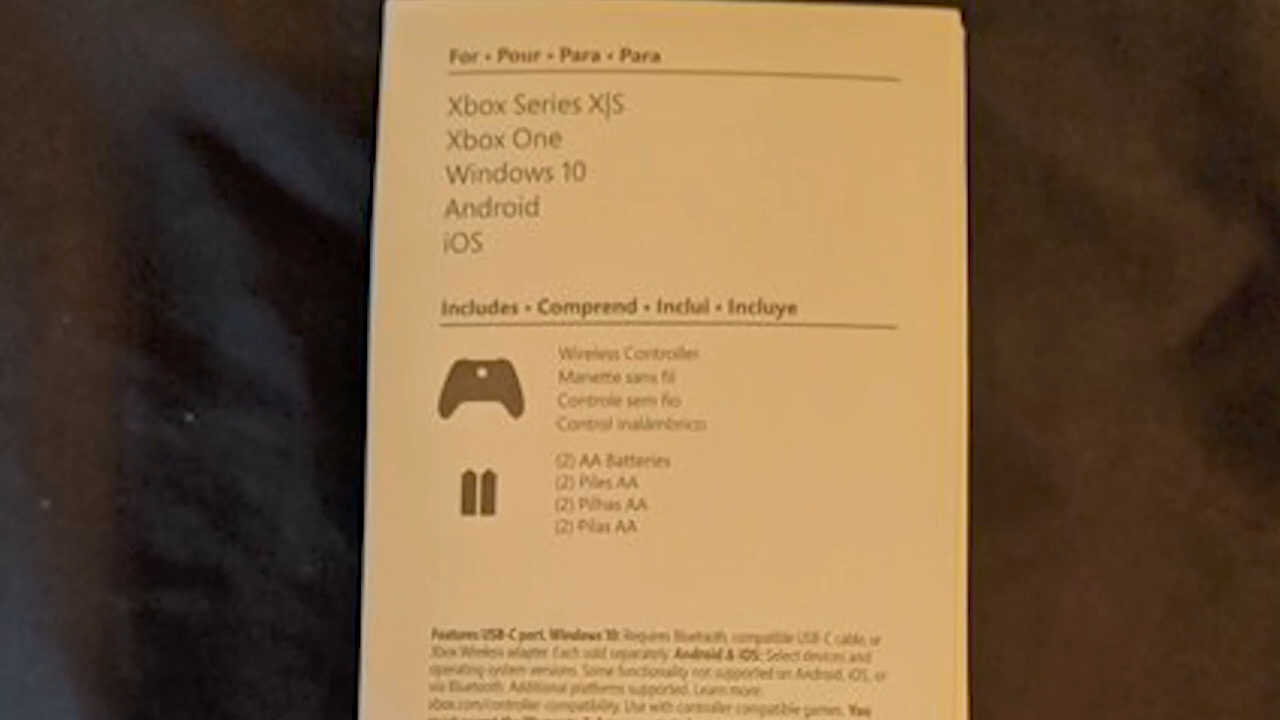 For • Pour • Para • Para
Xbox Series X|S
Xbox One
Windows 10
Android
iOS
Includes • Comprend • Inclui • Incluye
Wireless Controller
Manette sans fil
Controle sem fio
Control inalámbrico
(2) AA Batteries
(2) Piles AA
(2) Pilhas AA
(2) Pilas AA
Features USB-C port. Windows 10: Requires Bluetooth, compatible USB-C cable, or
Xbox Wireless adapter. Each sold separately. Android & iOS: Select devices and
operating system versions. Some functionality not supported on Android, iOS, or
via Bluetooth. Additional platforms supported. Learn more:
xbox.com/controller-compatibility. Use with controller compatible games. You